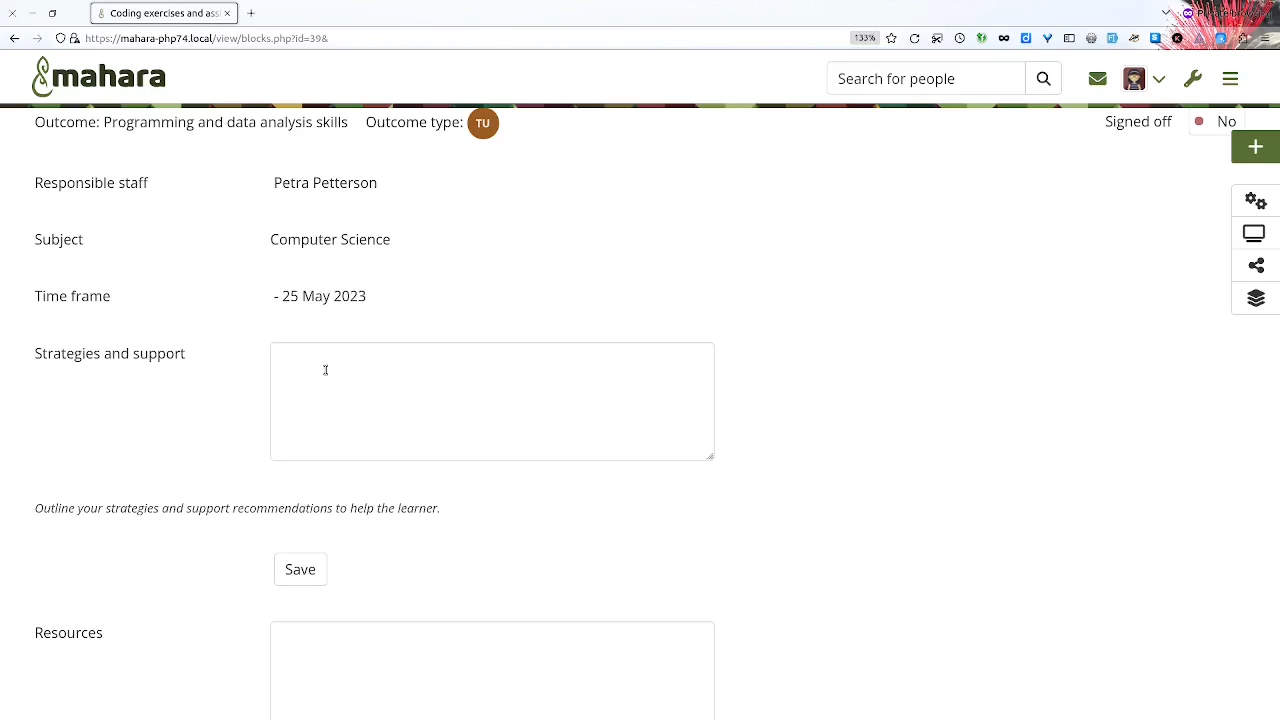 Coding exercises and ass
https://mahara-php74.local/view/blocks.php?id=39&
133%
mahara
Search for people
Outcome: Programming and data analysis skills
Outcome type: TU
Signed off
No
Responsible staff
Petra Petterson
Subject
Computer Science
Time frame
- 25 May 2023
Strategies and support
Outline your strategies and support recommendations to help the learner.
Save
Resources